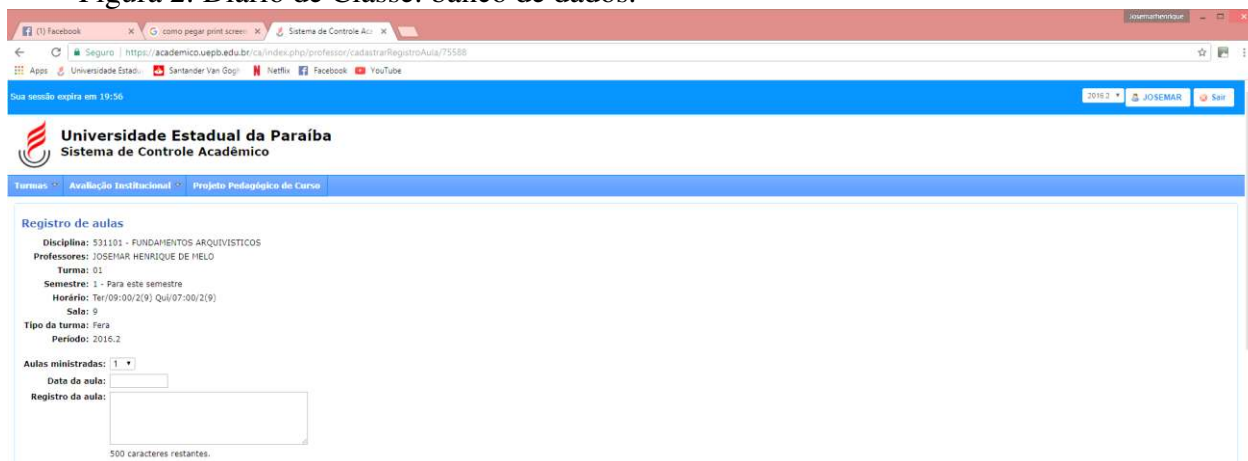 Figura 2. Diário de Classe: banco de dados.
Josemarhenrique
(1) Facebook
como pegar print screen
Sistema de Controle Aca
Seguro
https://academico.uepb.edu.br/ca/index.php/professor/cadastrarRegistroAula/75588
Apps Universidade Estadu Santander Van Gogh Netflix Facebook YouTube
Sua sessão expira em 19:56
2016.2 JOSEMAR Sair
Universidade Estadual da Paraíba
Sistema de Controle Acadêmico
Turmas Avaliação Institucional Projeto Pedagógico de Curso
Registro de aulas
Disciplina: 531101 - FUNDAMENTOS ARQUIVISTICOS
Professores: JOSEMAR HENRIQUE DE MELO
Turma: 01
Semestre: 1 - Para este semestre
Horário: Ter/09:00/2(9) Qui/07:00/2(9)
Sala: 9
Tipo da turma: Fera
Período: 2016.2
Aulas ministradas: 1
Data da aula:
Registro da aula:
500 caracteres restantes.